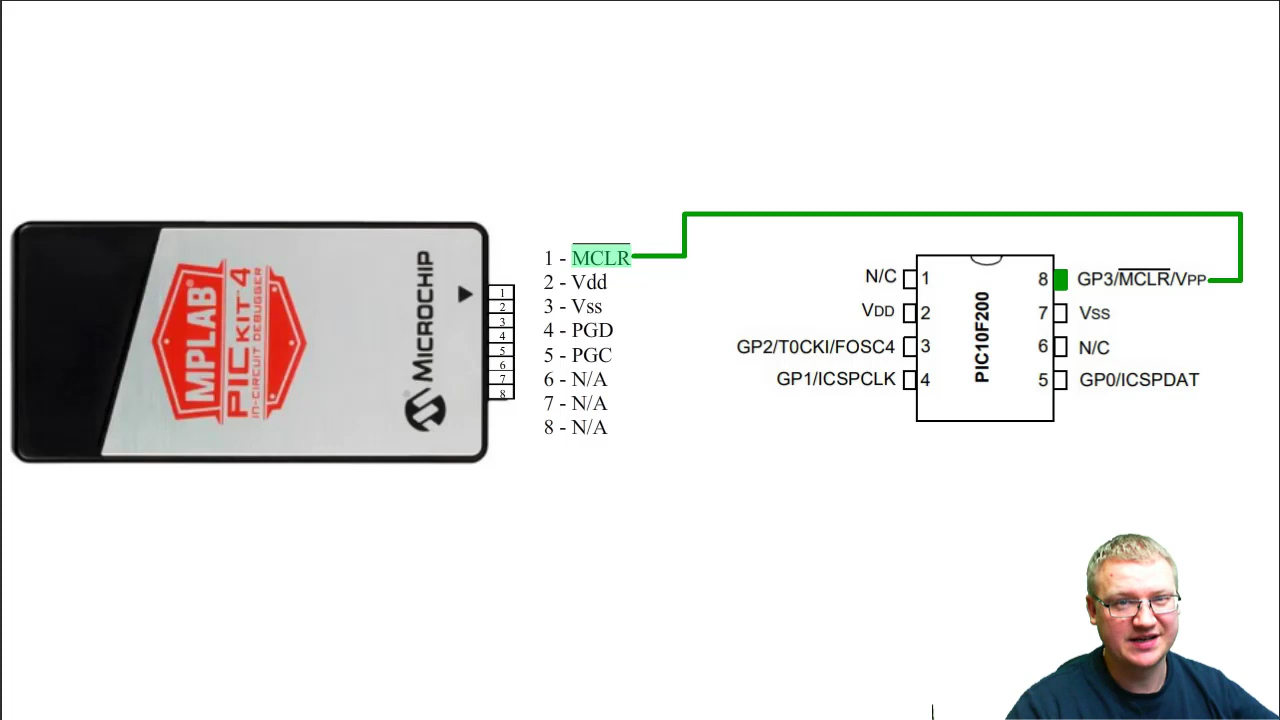 MPLAB®
PICKIT™ 4
IN-CIRCUIT DEBUGGER
MICROCHIP
1
2
3
4
5
6
7
8
1 - MCLR
2 - Vdd
3 - Vss
4 - PGD
5 - PGC
6 - N/A
7 - N/A
8 - N/A
N/C 1
VDD 2
GP2/T0CKI/FOSC4 3
GP1/ICSPCLK 4
PIC10F200
8 GP3/MCLR/VPP
7 VSS
6 N/C
5 GP0/ICSPDAT